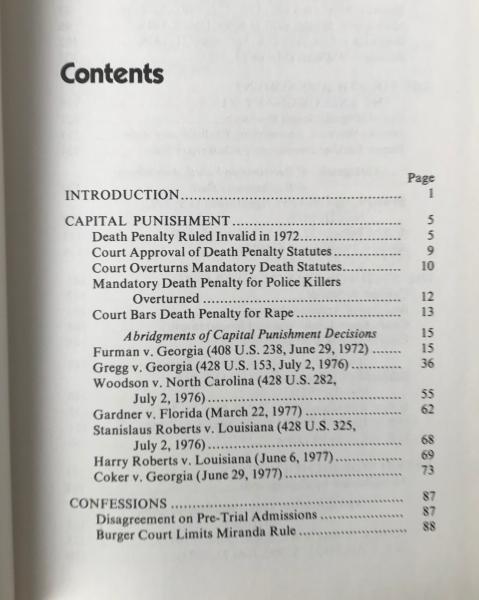 Contents
Page
INTRODUCTION........................................ 1
CAPITAL PUNISHMENT............................... 5
Death Penalty Ruled Invalid in 1972.................... 5
Court Approval of Death Penalty Statutes .............. 9
Court Overturns Mandatory Death Statutes............. 10
Mandatory Death Penalty for Police Killers
Overturned ....................................... 12
Court Bars Death Penalty for Rape ..................... 13
Abridgments of Capital Punishment Decisions 15
Furman v. Georgia (408 U.S. 238, June 29, 1972) ....... 15
Gregg v. Georgia (428 U.S. 153, July 2, 1976) ........... 36
Woodson v. North Carolina (428 U.S. 282,
July 2, 1976)...................................... 55
Gardner v. Florida (March 22, 1977) ................... 62
Stanislaus Roberts v. Louisiana (428 U.S. 325,
July 2, 1976)...................................... 68
Harry Roberts v. Louisiana (June 6, 1977).............. 69
Coker v. Georgia (June 29, 1977)....................... 73
CONFESSIONS .......................................... 87
Disagreement on Pre-Trial Admissions ................. 87
Burger Court Limits Miranda Rule ...................... 88